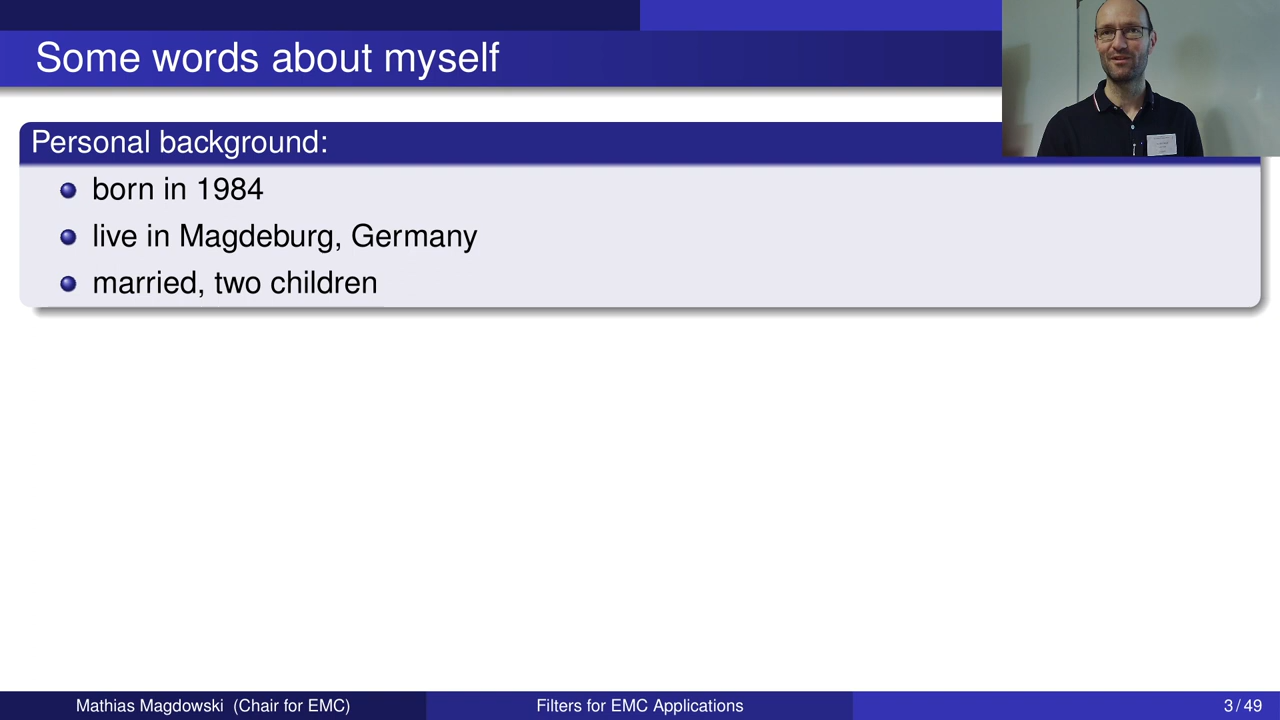 Some words about myself
Personal background:
born in 1984
live in Magdeburg, Germany
married, two children
Mathias Magdowski (Chair for EMC)
Filters for EMC Applications
3 / 49